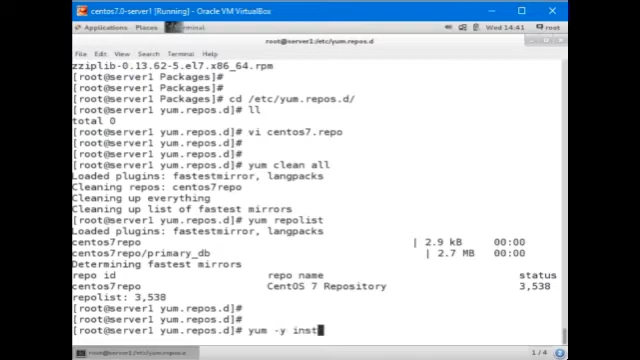 centos7.0-server1 [Running] - Oracle VM VirtualBox
Applications Places Terminal Wed 14:41
root@server1:/etc/yum.repos.d
File Edit View Search Terminal Help
zziplib-0.13.62-5.el7.x86_64.rpm
[root@server1 Packages]#
[root@server1 Packages]# cd /etc/yum.repos.d/
[root@server1 yum.repos.d]# ll
total 0
[root@server1 yum.repos.d]# vi centos7.repo
[root@server1 yum.repos.d]#
[root@server1 yum.repos.d]#
[root@server1 yum.repos.d]# yum clean all
Loaded plugins: fastestmirror, langpacks
Cleaning repos: centos7repo
Cleaning up everything
Cleaning up list of fastest mirrors
[root@server1 yum.repos.d]# yum repolist
Loaded plugins: fastestmirror, langpacks
centos7repo | 2.9 kB 00:00
centos7repo/primary_db | 2.7 MB 00:00
Determining fastest mirrors
repo id repo name status
centos7repo CentOS 7 Repository 3,538
repolist: 3,538
[root@server1 yum.repos.d]#
[root@server1 yum.repos.d]#
[root@server1 yum.repos.d]# yum -y inst
root@server1:/etc/yum.repos.d 1 / 4